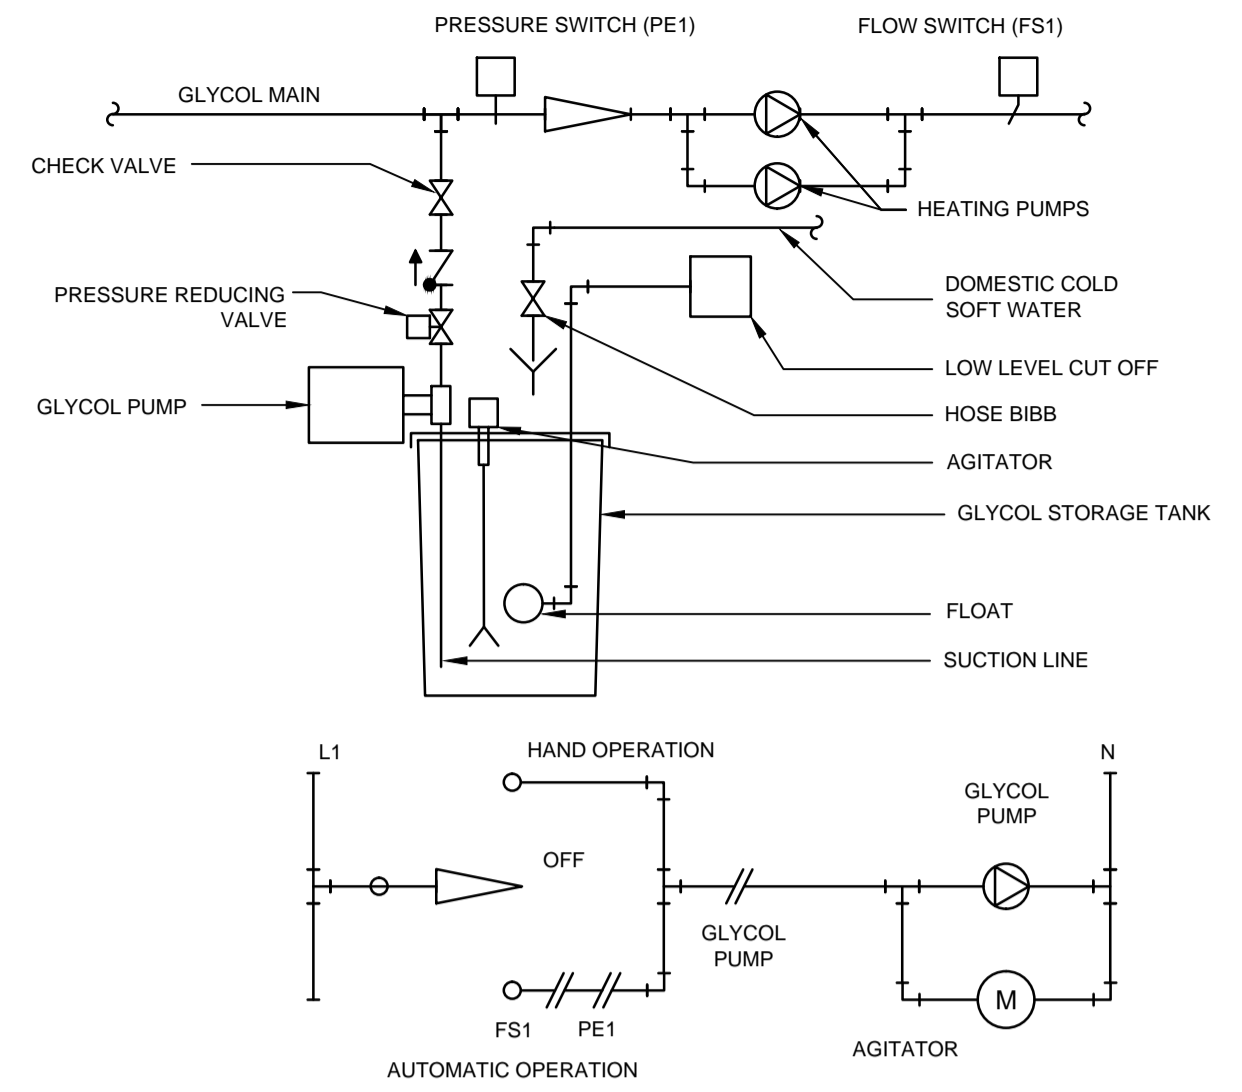 PRESSURE SWITCH (PE1)
FLOW SWITCH (FS1)
GLYCOL MAIN
CHECK VALVE
HEATING PUMPS
DOMESTIC COLD
SOFT WATER
PRESSURE REDUCING
VALVE
LOW LEVEL CUT OFF
GLYCOL PUMP
HOSE BIBB
AGITATOR
GLYCOL STORAGE TANK
FLOAT
SUCTION LINE
L1
HAND OPERATION
N
GLYCOL
PUMP
OFF
GLYCOL
PUMP
M
FS1
PE1
AGITATOR
AUTOMATIC OPERATION